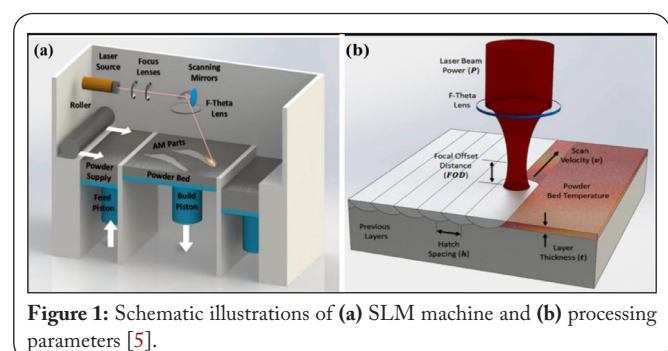 (a)
Laser
Source
Focus
Lenses
Scanning
Mirrors
F-Theta
Lens
Roller
AM Parts
Powder
Supply
Powder Bed
Feed
Piston
Build
Piston
(b)
Laser Beam
Power (P)
F-Theta
Lens
Focal Offset
Distance
(FOD)
Scan
Velocity (v)
Powder
Bed Temperature
Previous
Layers
Hatch
Spacing (h)
Layer
Thickness (t)
Figure 1: Schematic illustrations of (a) SLM machine and (b) processing
parameters [5].